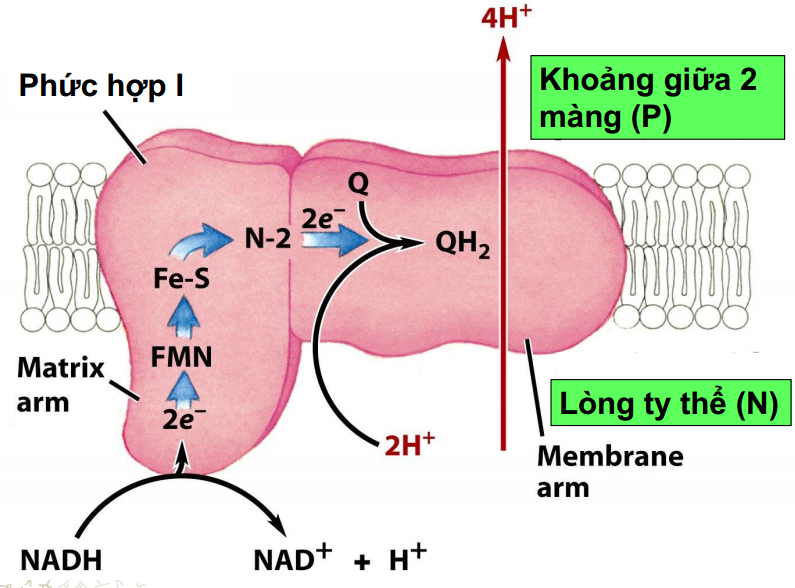 4H⁺
Khoảng giữa 2
màng (P)
Phức hợp I
Q
2e⁻
N-2
QH₂
Fe-S
FMN
Matrix
arm
2e⁻
Lòng ty thể (N)
2H⁺
Membrane
arm
NADH
NAD⁺ + H⁺